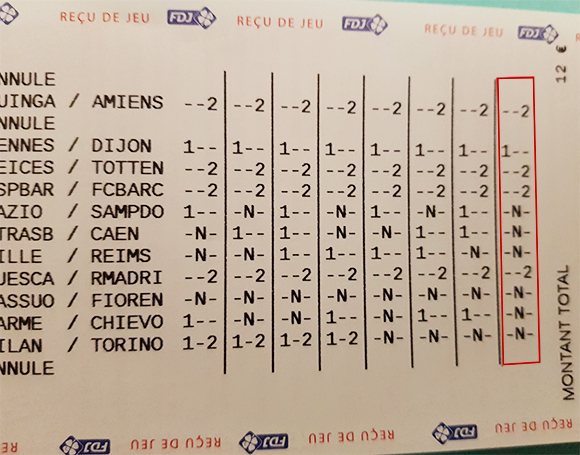 REÇU DE JEU FDJ REÇU DE JEU FDJ REÇU DE JEU FDJ RE
NNULE
UINGA / AMIENS --2 --2 --2 --2 --2 --2 --2 --2
NNULE
ENNES / DIJON 1-- 1-- 1-- 1-- 1-- 1-- 1-- 1--
EICES / TOTTEN --2 --2 --2 --2 --2 --2 --2 --2
SPBAR / FCBARC --2 --2 --2 --2 --2 --2 --2 --2
AZIO / SAMPDO 1-- -N- 1-- -N- 1-- -N- 1-- -N-
TRASB / CAEN -N- 1-- 1-- -N- -N- -N- 1-- -N-
ILLE / REIMS -N- -N- 1-- 1-- 1-- 1-- -N- -N-
UESCA / RMADRI --2 --2 --2 --2 --2 --2 --2 --2
ASSUO / FIOREN -N- -N- -N- -N- -N- -N- -N- -N-
ARME / CHIEVO 1-- -N- -N- 1-- -N- 1-- 1-- -N-
ILAN / TORINO 1-2 1-2 1-2 1-2 -N- -N- -N- -N-
NNULE
MONTANT TOTAL 12 €
REÇU DE JEU FDJ REÇU DE JEU FDJ REÇU DE JEU FDJ REÇU